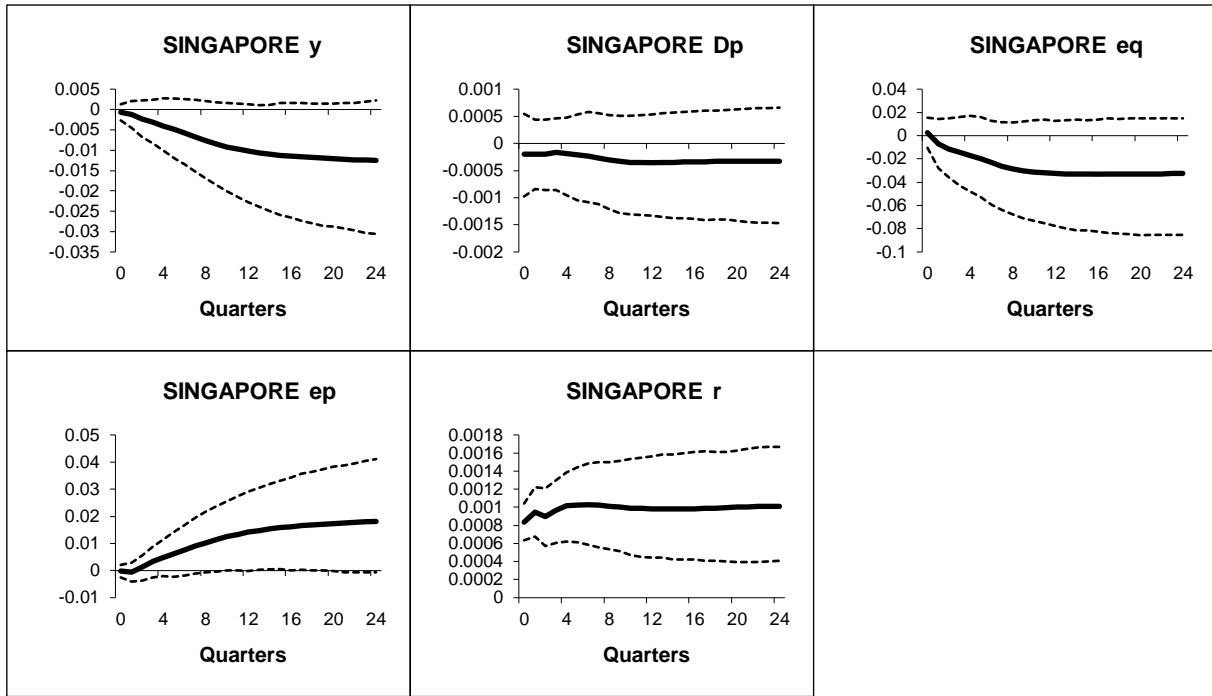 SINGAPORE y
0.005
0
-0.005
-0.01
-0.015
-0.02
-0.025
-0.03
-0.035
0 4 8 12 16 20 24
Quarters
SINGAPORE Dp
0.001
0.0005
0
-0.0005
-0.001
-0.0015
-0.002
0 4 8 12 16 20 24
Quarters
SINGAPORE eq
0.04
0.02
0
-0.02
-0.04
-0.06
-0.08
-0.1
0 4 8 12 16 20 24
Quarters
SINGAPORE ep
0.05
0.04
0.03
0.02
0.01
0
-0.01
0 4 8 12 16 20 24
Quarters
SINGAPORE r
0.0018
0.0016
0.0014
0.0012
0.001
0.0008
0.0006
0.0004
0.0002
0
0 4 8 12 16 20 24
Quarters